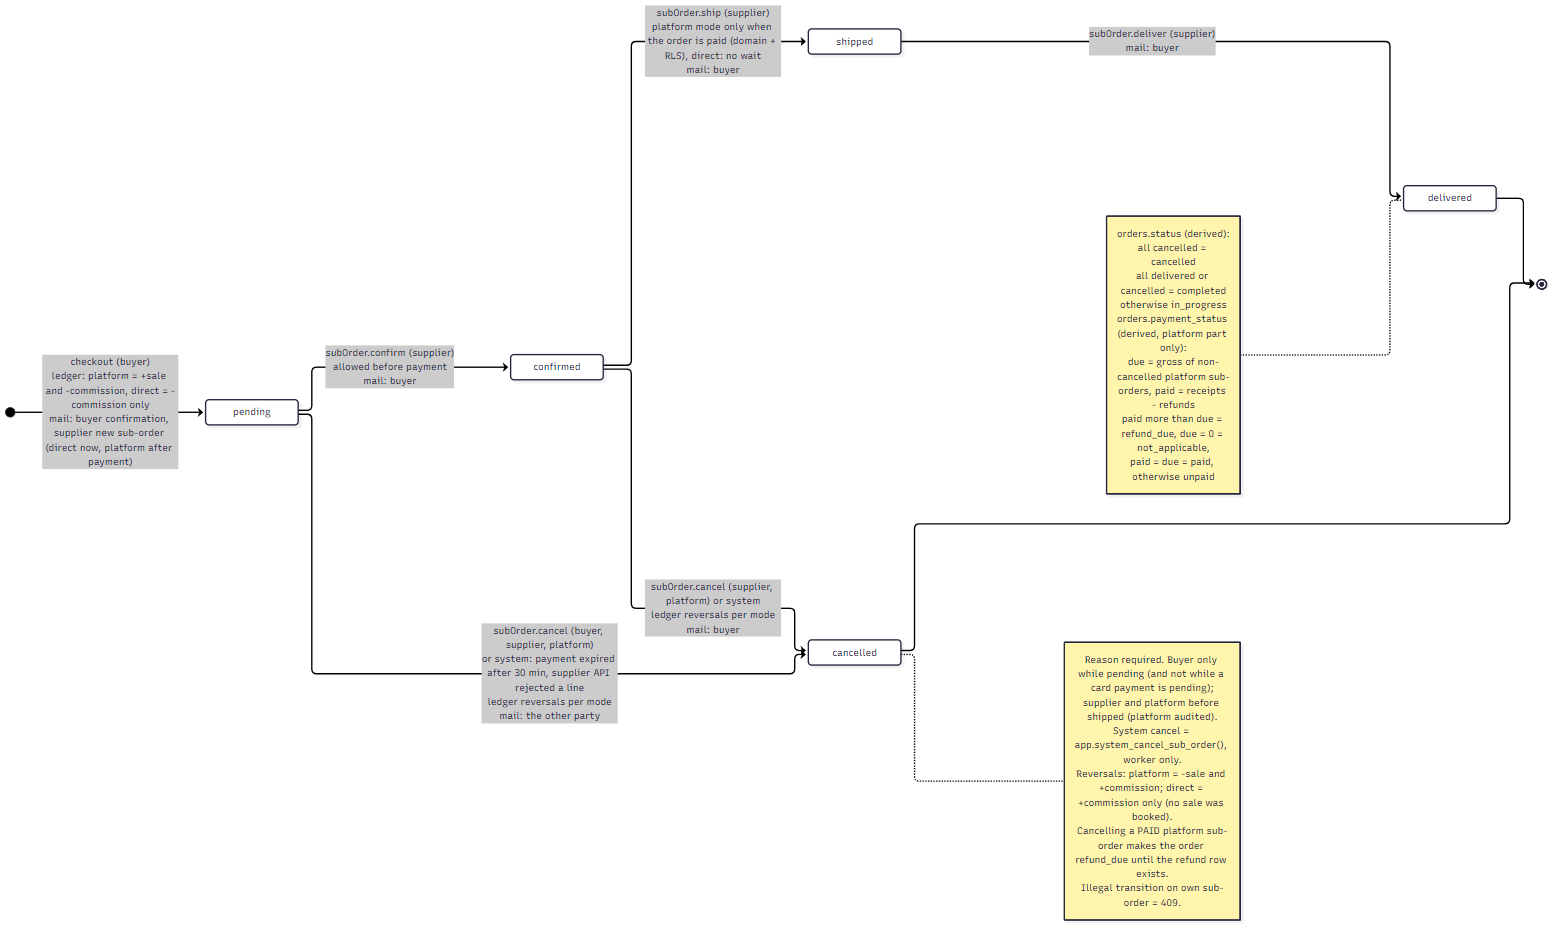 subOrder.ship (supplier)
platform mode only when
the order is paid (domain +
RLS), direct: no wait
mail: buyer
shipped
subOrder.deliver (supplier)
mail: buyer
delivered
orders.status (derived):
all cancelled =
cancelled
all delivered or
cancelled = completed
otherwise in_progress
orders.payment_status
(derived, platform part
only):
due = gross of non-
cancelled platform sub-
orders, paid = receipts
- refunds
paid more than due =
refund_due, due = 0 =
not_applicable,
paid = due = paid,
otherwise unpaid
checkout (buyer)
ledger: platform = +sale
and -commission, direct = -
commission only
mail: buyer confirmation,
supplier new sub-order
(direct now, platform after
payment)
pending
subOrder.confirm (supplier)
allowed before payment
mail: buyer
confirmed
subOrder.cancel (supplier,
platform) or system
ledger reversals per mode
mail: buyer
subOrder.cancel (buyer,
supplier, platform)
or system: payment expired
after 30 min, supplier API
rejected a line
ledger reversals per mode
mail: the other party
cancelled
Reason required. Buyer only
while pending (and not while a
card payment is pending);
supplier and platform before
shipped (platform audited).
System cancel =
app.system_cancel_sub_order(),
worker only.
Reversals: platform = -sale and
+commission; direct =
+commission only (no sale was
booked).
Cancelling a PAID platform sub-
order makes the order
refund_due until the refund row
exists.
Illegal transition on own sub-
order = 409.